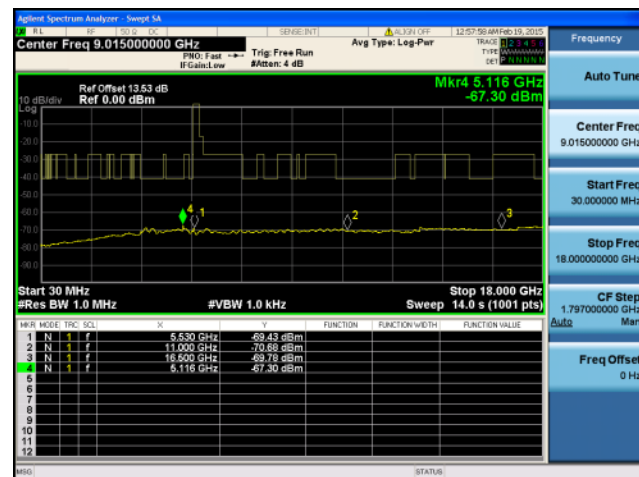 Agilent Spectrum Analyzer - Swept SA
RL RF 50 Ω DC SENSE:INT ALIGN OFF 12:57:58 AM Feb 19, 2015
Center Freq 9.015000000 GHz
PNO: Fast Trig: Free Run Avg Type: Log-Pwr TRACE 1 2 3 4 5 6
IFGain:Low #Atten: 4 dB TYPE
DET P N N N N N
Ref Offset 13.53 dB Mkr4 5.116 GHz
10 dB/div Ref 0.00 dBm -67.30 dBm
Log
-10.0
-20.0
-30.0
-40.0
-50.0
-60.0
-70.0
-80.0
-90.0
4 1 2 3
Start 30 MHz Stop 18.000 GHz
#Res BW 1.0 MHz #VBW 1.0 kHz Sweep 14.0 s (1001 pts)
MKR MODE TRC SCL X Y FUNCTION FUNCTION WIDTH FUNCTION VALUE
1 N 1 f 5.530 GHz -69.43 dBm
2 N 1 f 11.000 GHz -70.68 dBm
3 N 1 f 16.500 GHz -69.78 dBm
4 N 1 f 5.116 GHz -67.30 dBm
5
6
7
8
9
10
11
12
MSG STATUS
Frequency
Auto Tune
Center Freq
9.015000000 GHz
Start Freq
30.000000 MHz
Stop Freq
18.000000000 GHz
CF Step
1.797000000 GHz
Auto Man
Freq Offset
0 Hz